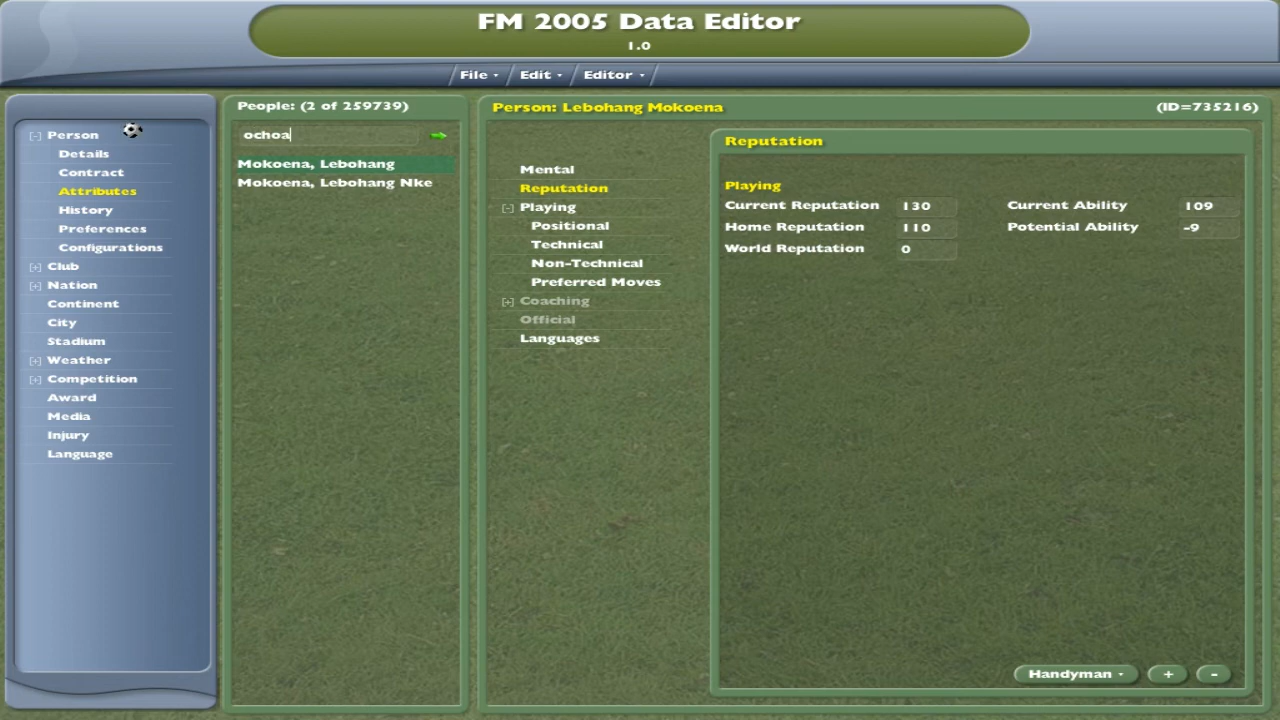 FM 2005 Data Editor
1.0
File
Edit
Editor
Person
Details
Contract
Attributes
History
Preferences
Configurations
Club
Nation
Continent
City
Stadium
Weather
Competition
Award
Media
Injury
Language
People: (2 of 259739)
ochoa
Mokoena, Lebohang
Mokoena, Lebohang Nke
Person: Lebohang Mokoena (ID=735216)
Mental
Reputation
Playing
Positional
Technical
Non-Technical
Preferred Moves
Coaching
Official
Languages
Reputation
Playing
Current Reputation 130 Current Ability 109
Home Reputation 110 Potential Ability -9
World Reputation 0
Handyman + -